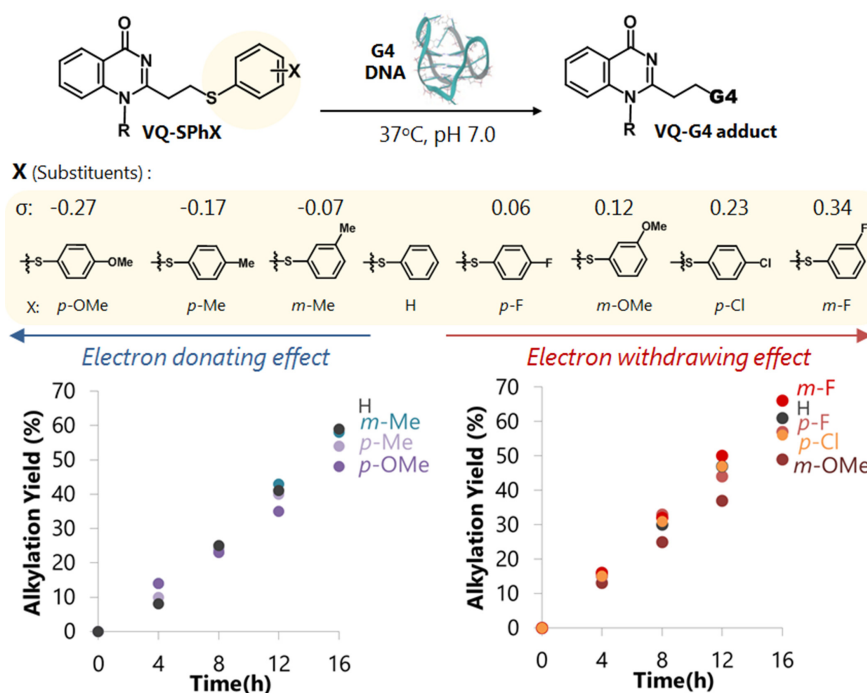 O
N
N
R
S
X
VQ-SPhX
G4
DNA
37ºC, pH 7.0
O
N
N
R
G4
VQ-G4 adduct
X (Substituents) :
σ: -0.27 -0.17 -0.07 0.06 0.12 0.23 0.34
Me OMe F
S OMe S Me S S S F S S Cl S
X: p-OMe p-Me m-Me H p-F m-OMe p-Cl m-F
Electron donating effect
Alkylation Yield (%)
70
60
50
40
30
20
10
0
H
m-Me
p-Me
p-OMe
0 4 8 12 16
Time(h)
Electron withdrawing effect
Alkylation Yield (%)
70
60
50
40
30
20
10
0
m-F
H
p-F
p-Cl
m-OMe
0 4 8 12 16
Time(h)